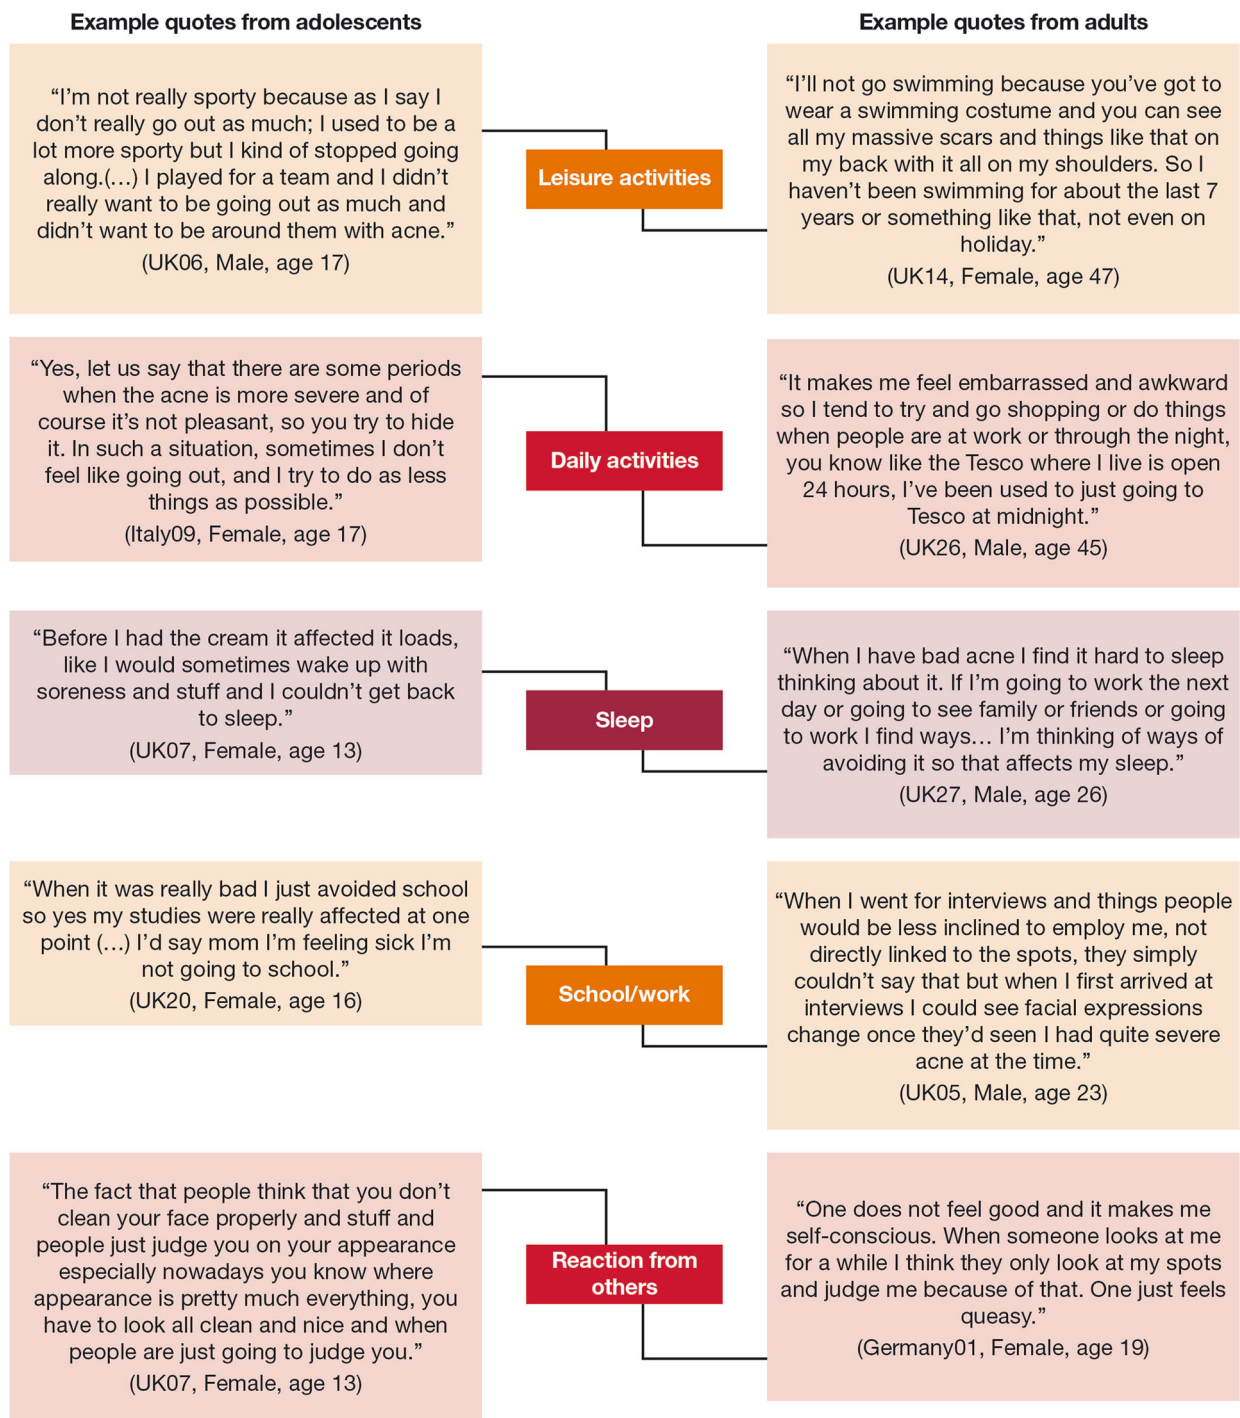 Example quotes from adolescents
Example quotes from adults
“I’m not really sporty because as I say I
don’t really go out as much; I used to be a
lot more sporty but I kind of stopped going
along.(…) I played for a team and I didn’t
really want to be going out as much and
didn’t want to be around them with acne.”
(UK06, Male, age 17)
Leisure activities
“I’ll not go swimming because you’ve got to
wear a swimming costume and you can see
all my massive scars and things like that on
my back with it all on my shoulders. So I
haven’t been swimming for about the last 7
years or something like that, not even on
holiday.”
(UK14, Female, age 47)
“Yes, let us say that there are some periods
when the acne is more severe and of
course it’s not pleasant, so you try to hide
it. In such a situation, sometimes I don’t
feel like going out, and I try to do as less
things as possible.”
(Italy09, Female, age 17)
Daily activities
“It makes me feel embarrassed and awkward
so I tend to try and go shopping or do things
when people are at work or through the night,
you know like the Tesco where I live is open
24 hours, I’ve been used to just going to
Tesco at midnight.”
(UK26, Male, age 45)
“Before I had the cream it affected it loads,
like I would sometimes wake up with
soreness and stuff and I couldn’t get back
to sleep.”
(UK07, Female, age 13)
Sleep
“When I have bad acne I find it hard to sleep
thinking about it. If I’m going to work the next
day or going to see family or friends or going
to work I find ways… I’m thinking of ways of
avoiding it so that affects my sleep.”
(UK27, Male, age 26)
“When it was really bad I just avoided school
so yes my studies were really affected at one
point (…) I’d say mom I’m feeling sick I’m
not going to school.”
(UK20, Female, age 16)
School/work
“When I went for interviews and things people
would be less inclined to employ me, not
directly linked to the spots, they simply
couldn’t say that but when I first arrived at
interviews I could see facial expressions
change once they’d seen I had quite severe
acne at the time.”
(UK05, Male, age 23)
“The fact that people think that you don’t
clean your face properly and stuff and
people just judge you on your appearance
especially nowadays you know where
appearance is pretty much everything, you
have to look all clean and nice and when
people are just going to judge you.”
(UK07, Female, age 13)
Reaction from
others
“One does not feel good and it makes me
self-conscious. When someone looks at me
for a while I think they only look at my spots
and judge me because of that. One just feels
queasy.”
(Germany01, Female, age 19)